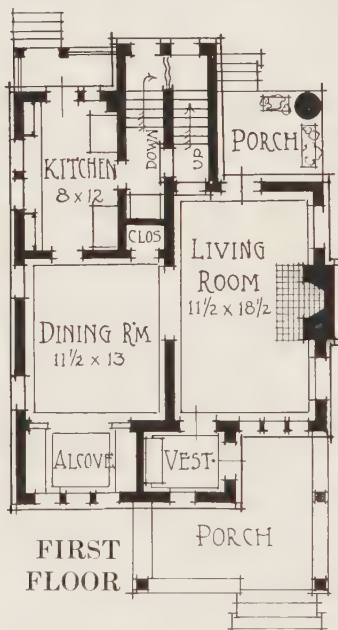 KITCHEN
8 x 12
DOWN
UP
PORCH
CLOS
LIVING
ROOM
11½ x 18½
DINING R'M
11½ x 13
ALCOVE
VEST.
PORCH
FIRST
FLOOR